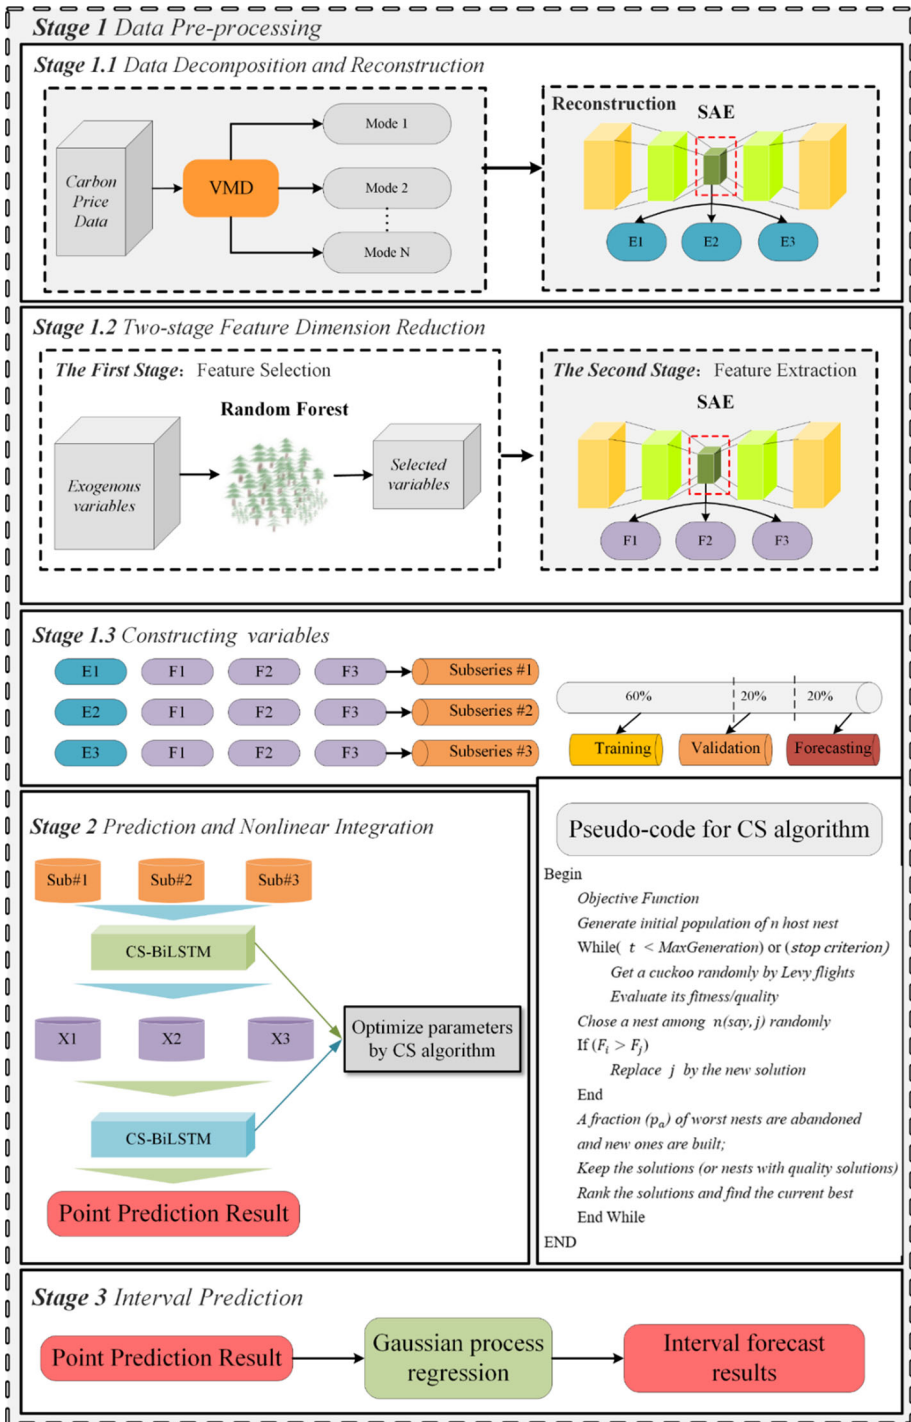 Stage 1 Data Pre-processing
Stage 1.1 Data Decomposition and Reconstruction
Carbon
Price
Data
VMD
Mode 1
Mode 2
Mode N
Reconstruction
SAE
E1
E2
E3
Stage 1.2 Two-stage Feature Dimension Reduction
The First Stage: Feature Selection
Random Forest
Exogenous
variables
Selected
variables
The Second Stage: Feature Extraction
SAE
F1
F2
F3
Stage 1.3 Constructing variables
E1 F1 F2 F3 Subseries #1
E2 F1 F2 F3 Subseries #2
E3 F1 F2 F3 Subseries #3
60% 20% 20%
Training Validation Forecasting
Stage 2 Prediction and Nonlinear Integration
Sub#1 Sub#2 Sub#3
CS-BiLSTM
X1 X2 X3
CS-BiLSTM
Optimize parameters
by CS algorithm
Point Prediction Result
Pseudo-code for CS algorithm
Begin
Objective Function
Generate initial population of n host nest
While( t < MaxGeneration) or (stop criterion)
Get a cuckoo randomly by Levy flights
Evaluate its fitness/quality
Chose a nest among n(say, j) randomly
If (F_i > F_j)
Replace j by the new solution
End
A fraction (p_a) of worst nests are abandoned
and new ones are built;
Keep the solutions (or nests with quality solutions)
Rank the solutions and find the current best
End While
END
Stage 3 Interval Prediction
Point Prediction Result
Gaussian process
regression
Interval forecast
results